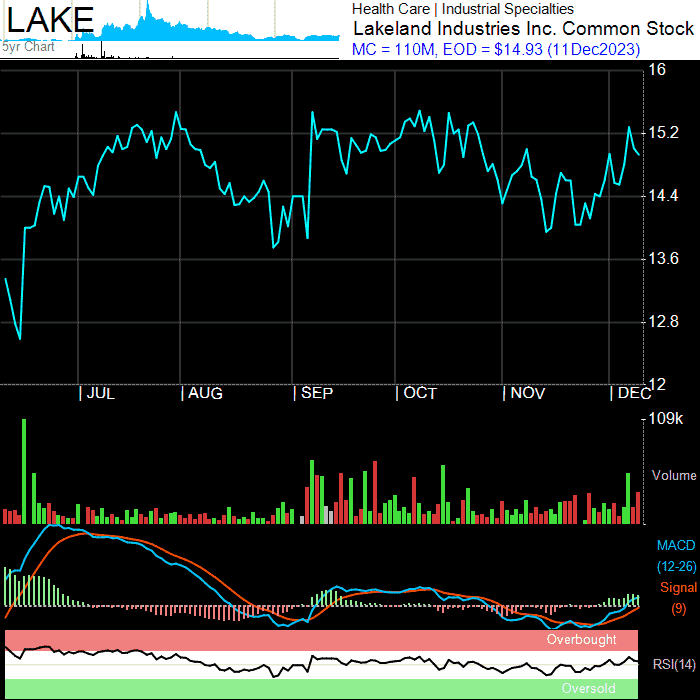 LAKE
5yr Chart
Health Care | Industrial Specialties
Lakeland Industries Inc. Common Stock
MC = 110M, EOD = $14.93 (11Dec2023)
16
15.2
14.4
13.6
12.8
12
| JUL
| AUG
| SEP
| OCT
| NOV
| DEC
109k
Volume
MACD
(12-26)
Signal
(9)
Overbought
RSI(14)
Oversold